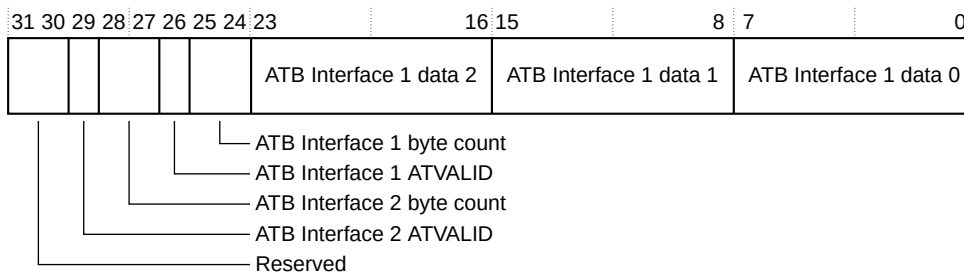 31 30 29 28 27 26 25 24 23 16 15 8 7 0
ATB Interface 1 data 2 ATB Interface 1 data 1 ATB Interface 1 data 0
ATB Interface 1 byte count
ATB Interface 1 ATVALID
ATB Interface 2 byte count
ATB Interface 2 ATVALID
Reserved